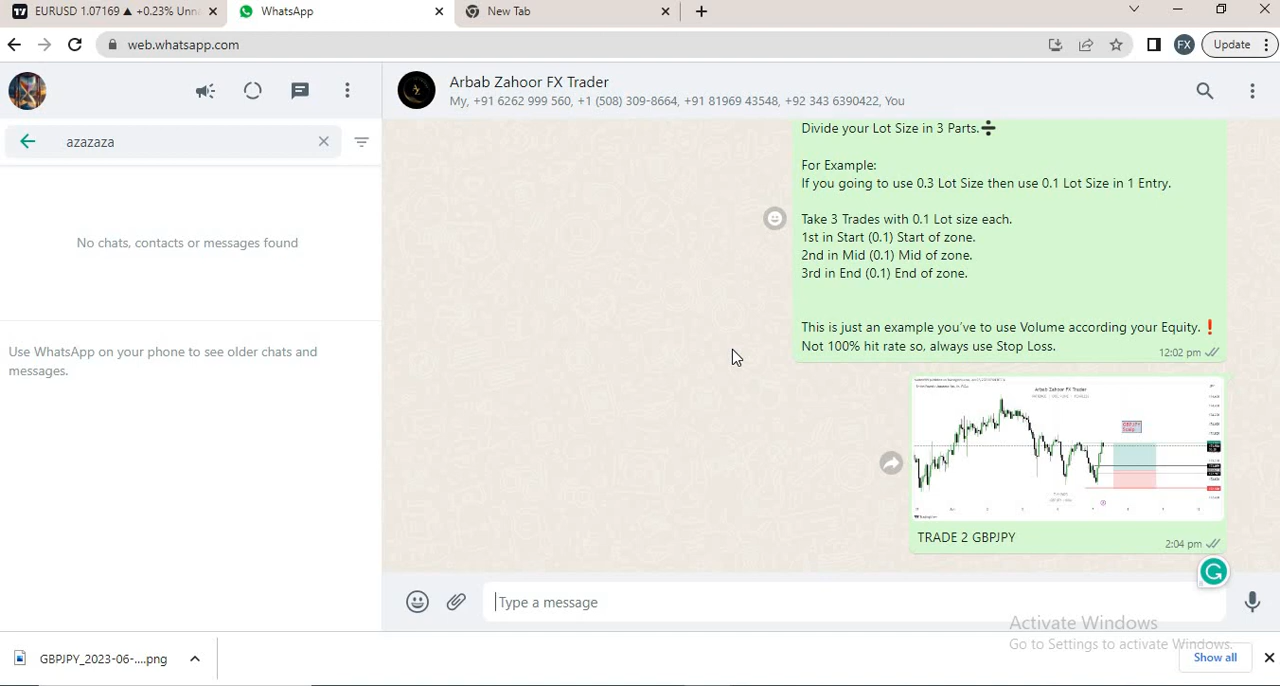 EURUSD 1.07169 ▲ +0.23% Unn
WhatsApp
New Tab
web.whatsapp.com
FX
Update
Arbab Zahoor FX Trader
My, +91 6262 999 560, +1 (508) 309-8664, +91 81969 43548, +92 343 6390422, You
azazaza
No chats, contacts or messages found
Use WhatsApp on your phone to see older chats and
messages.
Divide your Lot Size in 3 Parts.➗
For Example:
If you going to use 0.3 Lot Size then use 0.1 Lot Size in 1 Entry.
Take 3 Trades with 0.1 Lot size each.
1st in Start (0.1) Start of zone.
2nd in Mid (0.1) Mid of zone.
3rd in End (0.1) End of zone.
This is just an example you've to use Volume according your Equity.❗
Not 100% hit rate so, always use Stop Loss.
12:02 pm
Arbab Zahoor FX Trader
TRADE 2 GBPJPY
2:04 pm
Type a message
Activate Windows
Go to Settings to activate Windows.
GBPJPY_2023-06-....png
Show all